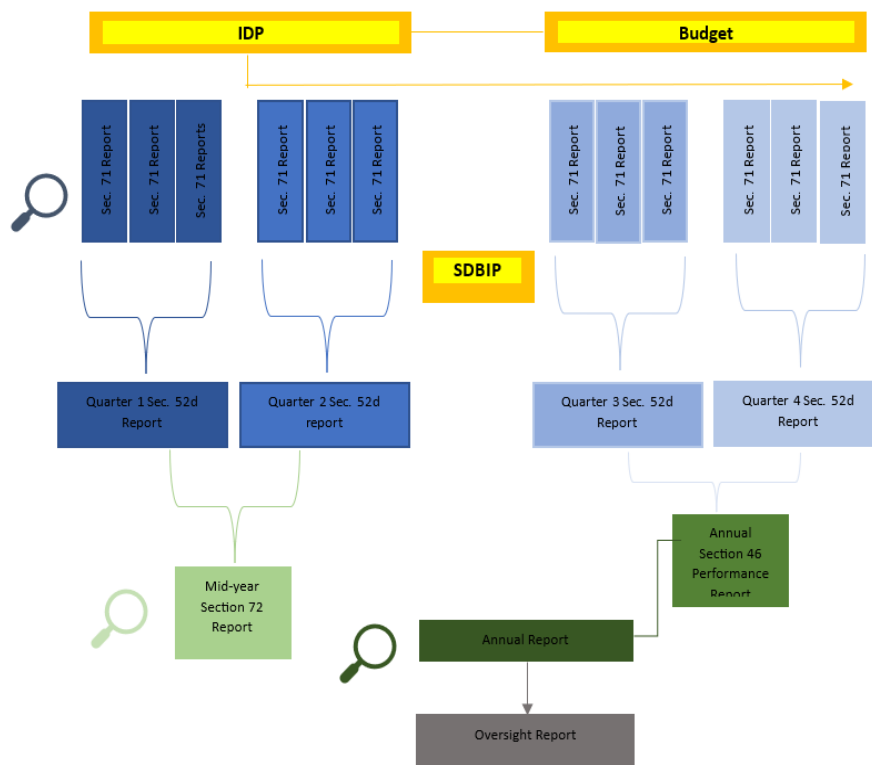 IDP
Budget
Sec. 71 Report
Sec. 71 Report
Sec. 71 Reports
Sec. 71 Report
Sec. 71 Report
Sec. 71 Report
Sec. 71 Report
Sec. 71 Report
Sec. 71 Report
Sec. 71 Report
Sec. 71 Report
Sec. 71 Report
SDBIP
Quarter 1 Sec. 52d
Report
Quarter 2 Sec. 52d
report
Quarter 3 Sec. 52d
Report
Quarter 4 Sec. 52d
Report
Mid-year
Section 72
Report
Annual
Section 46
Performance
Report
Annual Report
Oversight Report